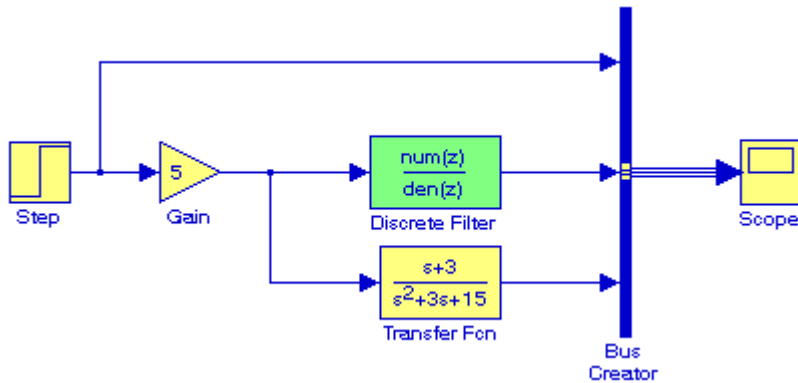 Step
5
Gain
num(z)
den(z)
Discrete Filter
s+3
s²+3s+15
Transfer Fcn
Bus
Creator
Scope